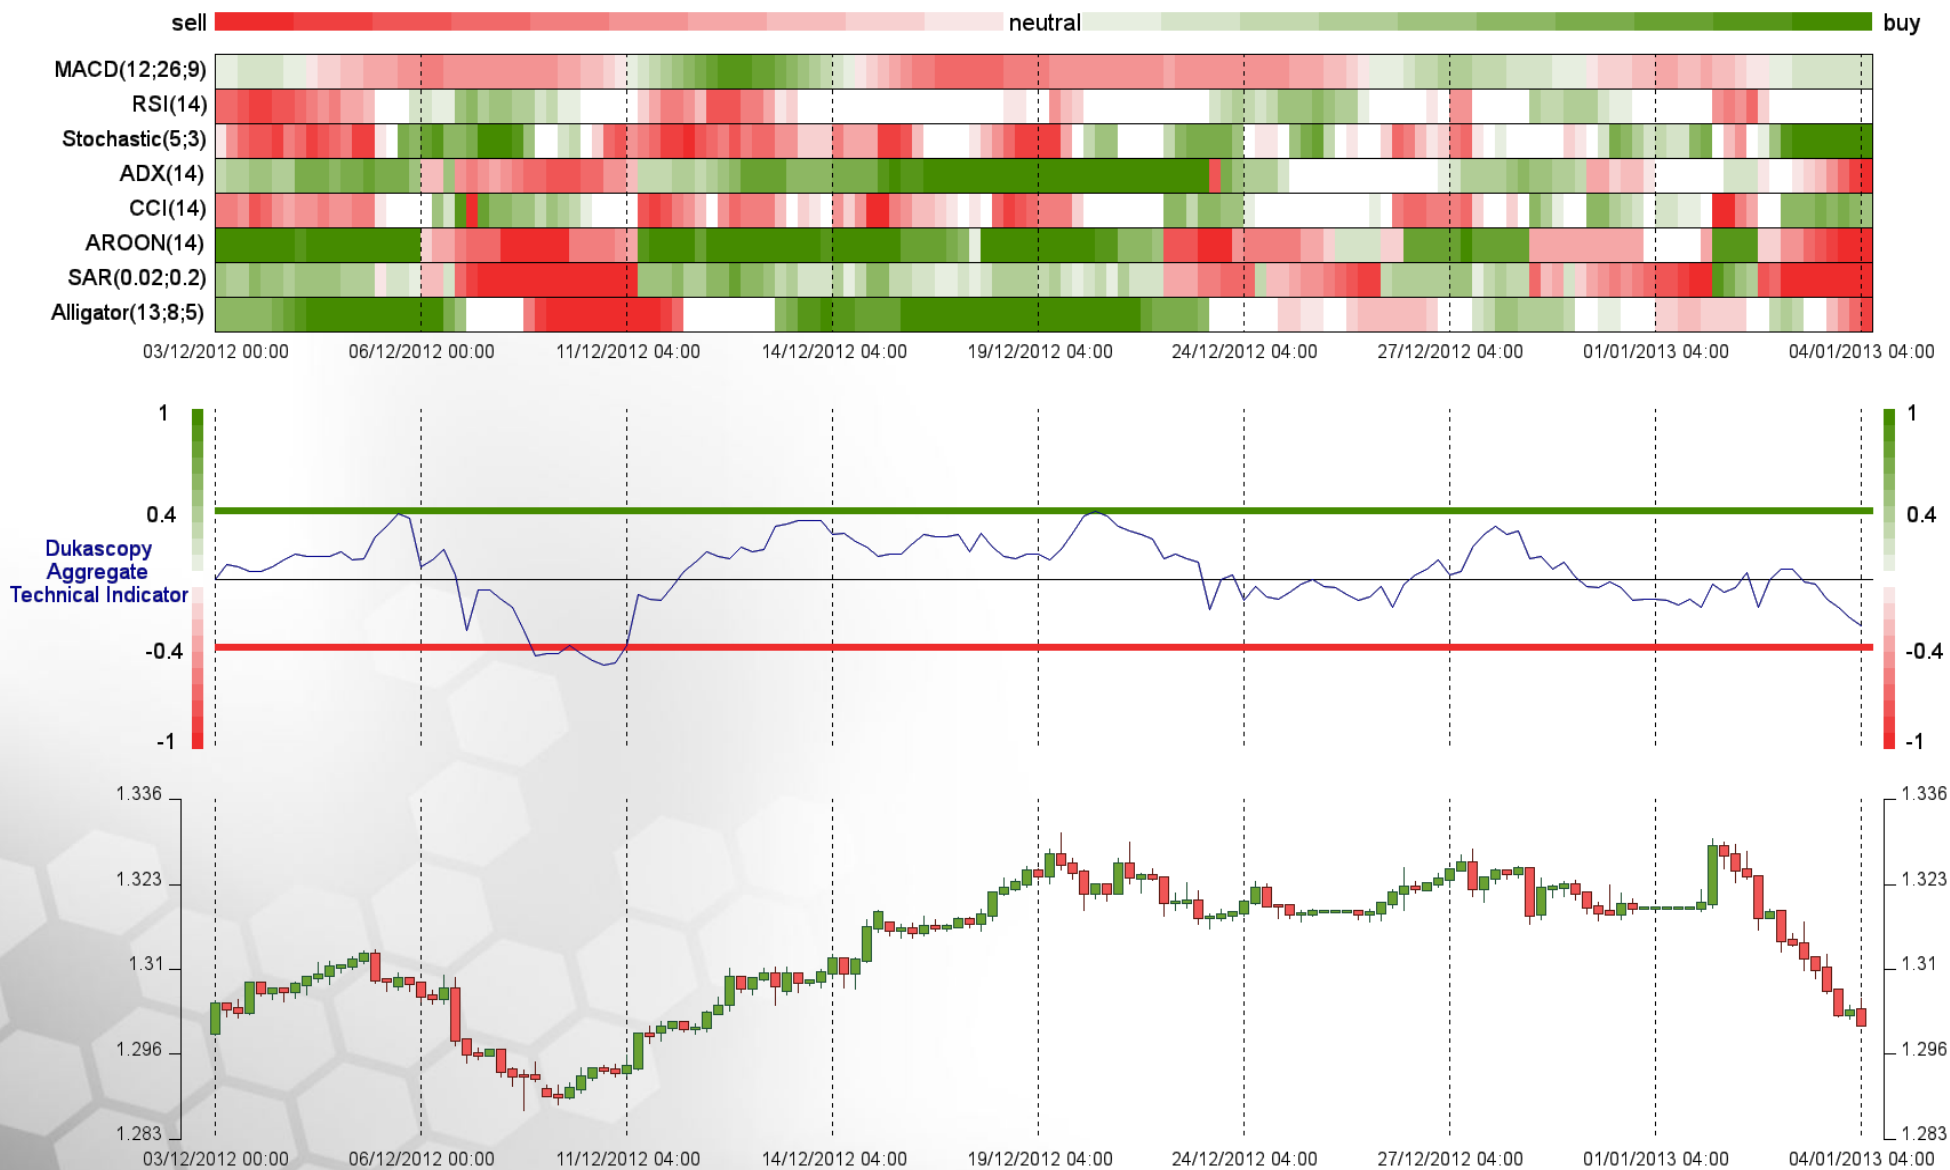 sell neutral buy
MACD(12;26;9)
RSI(14)
Stochastic(5;3)
ADX(14)
CCI(14)
AROON(14)
SAR(0.02;0.2)
Alligator(13;8;5)
03/12/2012 00:00 06/12/2012 00:00 11/12/2012 04:00 14/12/2012 04:00 19/12/2012 04:00 24/12/2012 04:00 27/12/2012 04:00 01/01/2013 04:00 04/01/2013 04:00
1 1
0.4 0.4
Dukascopy
Aggregate
Technical Indicator
-0.4 -0.4
-1 -1
1.336 1.336
1.323 1.323
1.31 1.31
1.296 1.296
1.283 1.283
03/12/2012 00:00 06/12/2012 00:00 11/12/2012 04:00 14/12/2012 04:00 19/12/2012 04:00 24/12/2012 04:00 27/12/2012 04:00 01/01/2013 04:00 04/01/2013 04:00